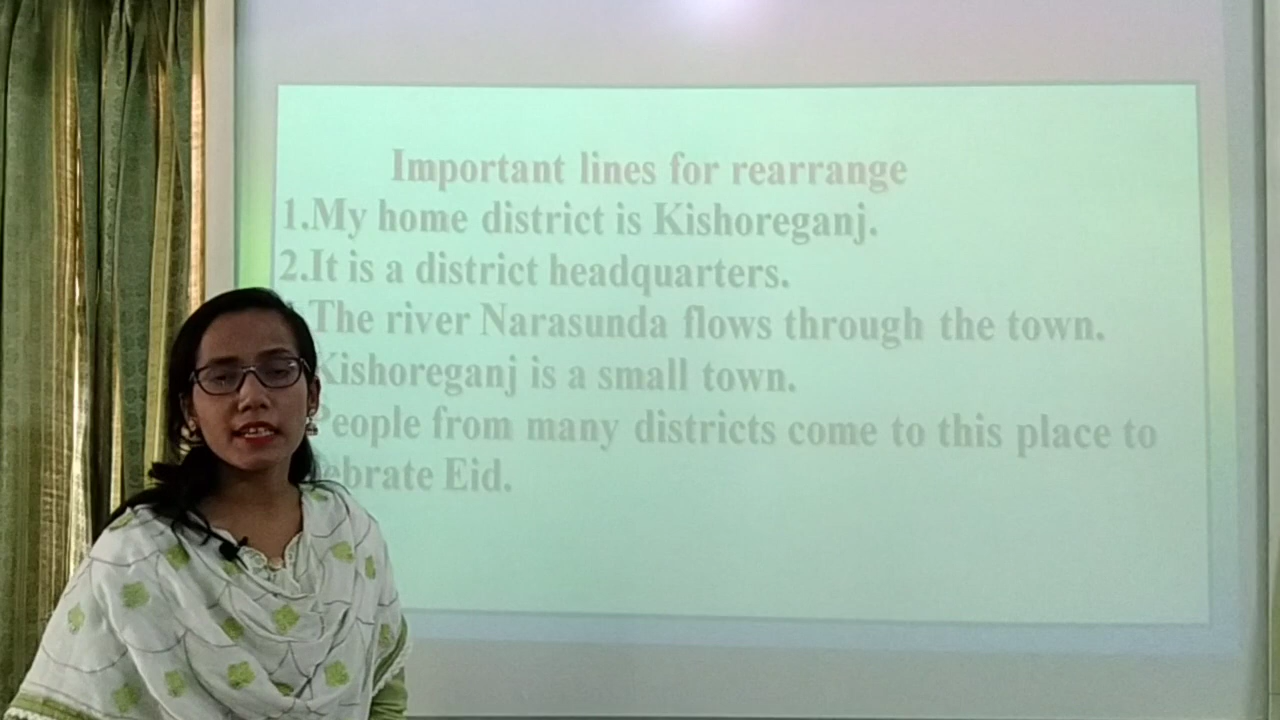 Important lines for rearrange
1.My home district is Kishoreganj.
2.It is a district headquarters.
The river Narasunda flows through the town.
Kishoreganj is a small town.
People from many districts come to this place to
Eid.